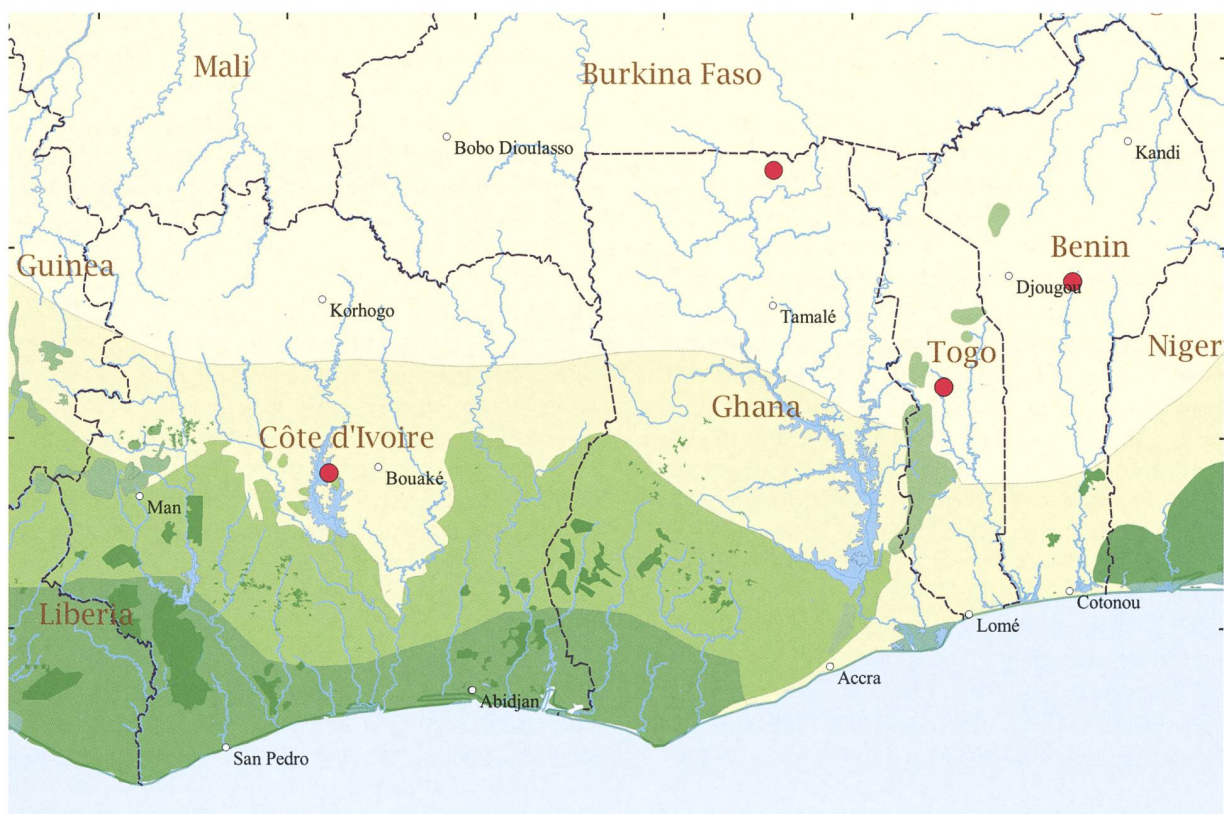 Mali
Burkina Faso
Bobo Dioulasso
Kandi
Guinea
Benin
Djougou
Korhogo
Tamalé
Togo
Niger
Ghana
Côte d'Ivoire
Bouaké
Man
Liberia
Cotonou
Lomé
Accra
Abidjan
San Pedro